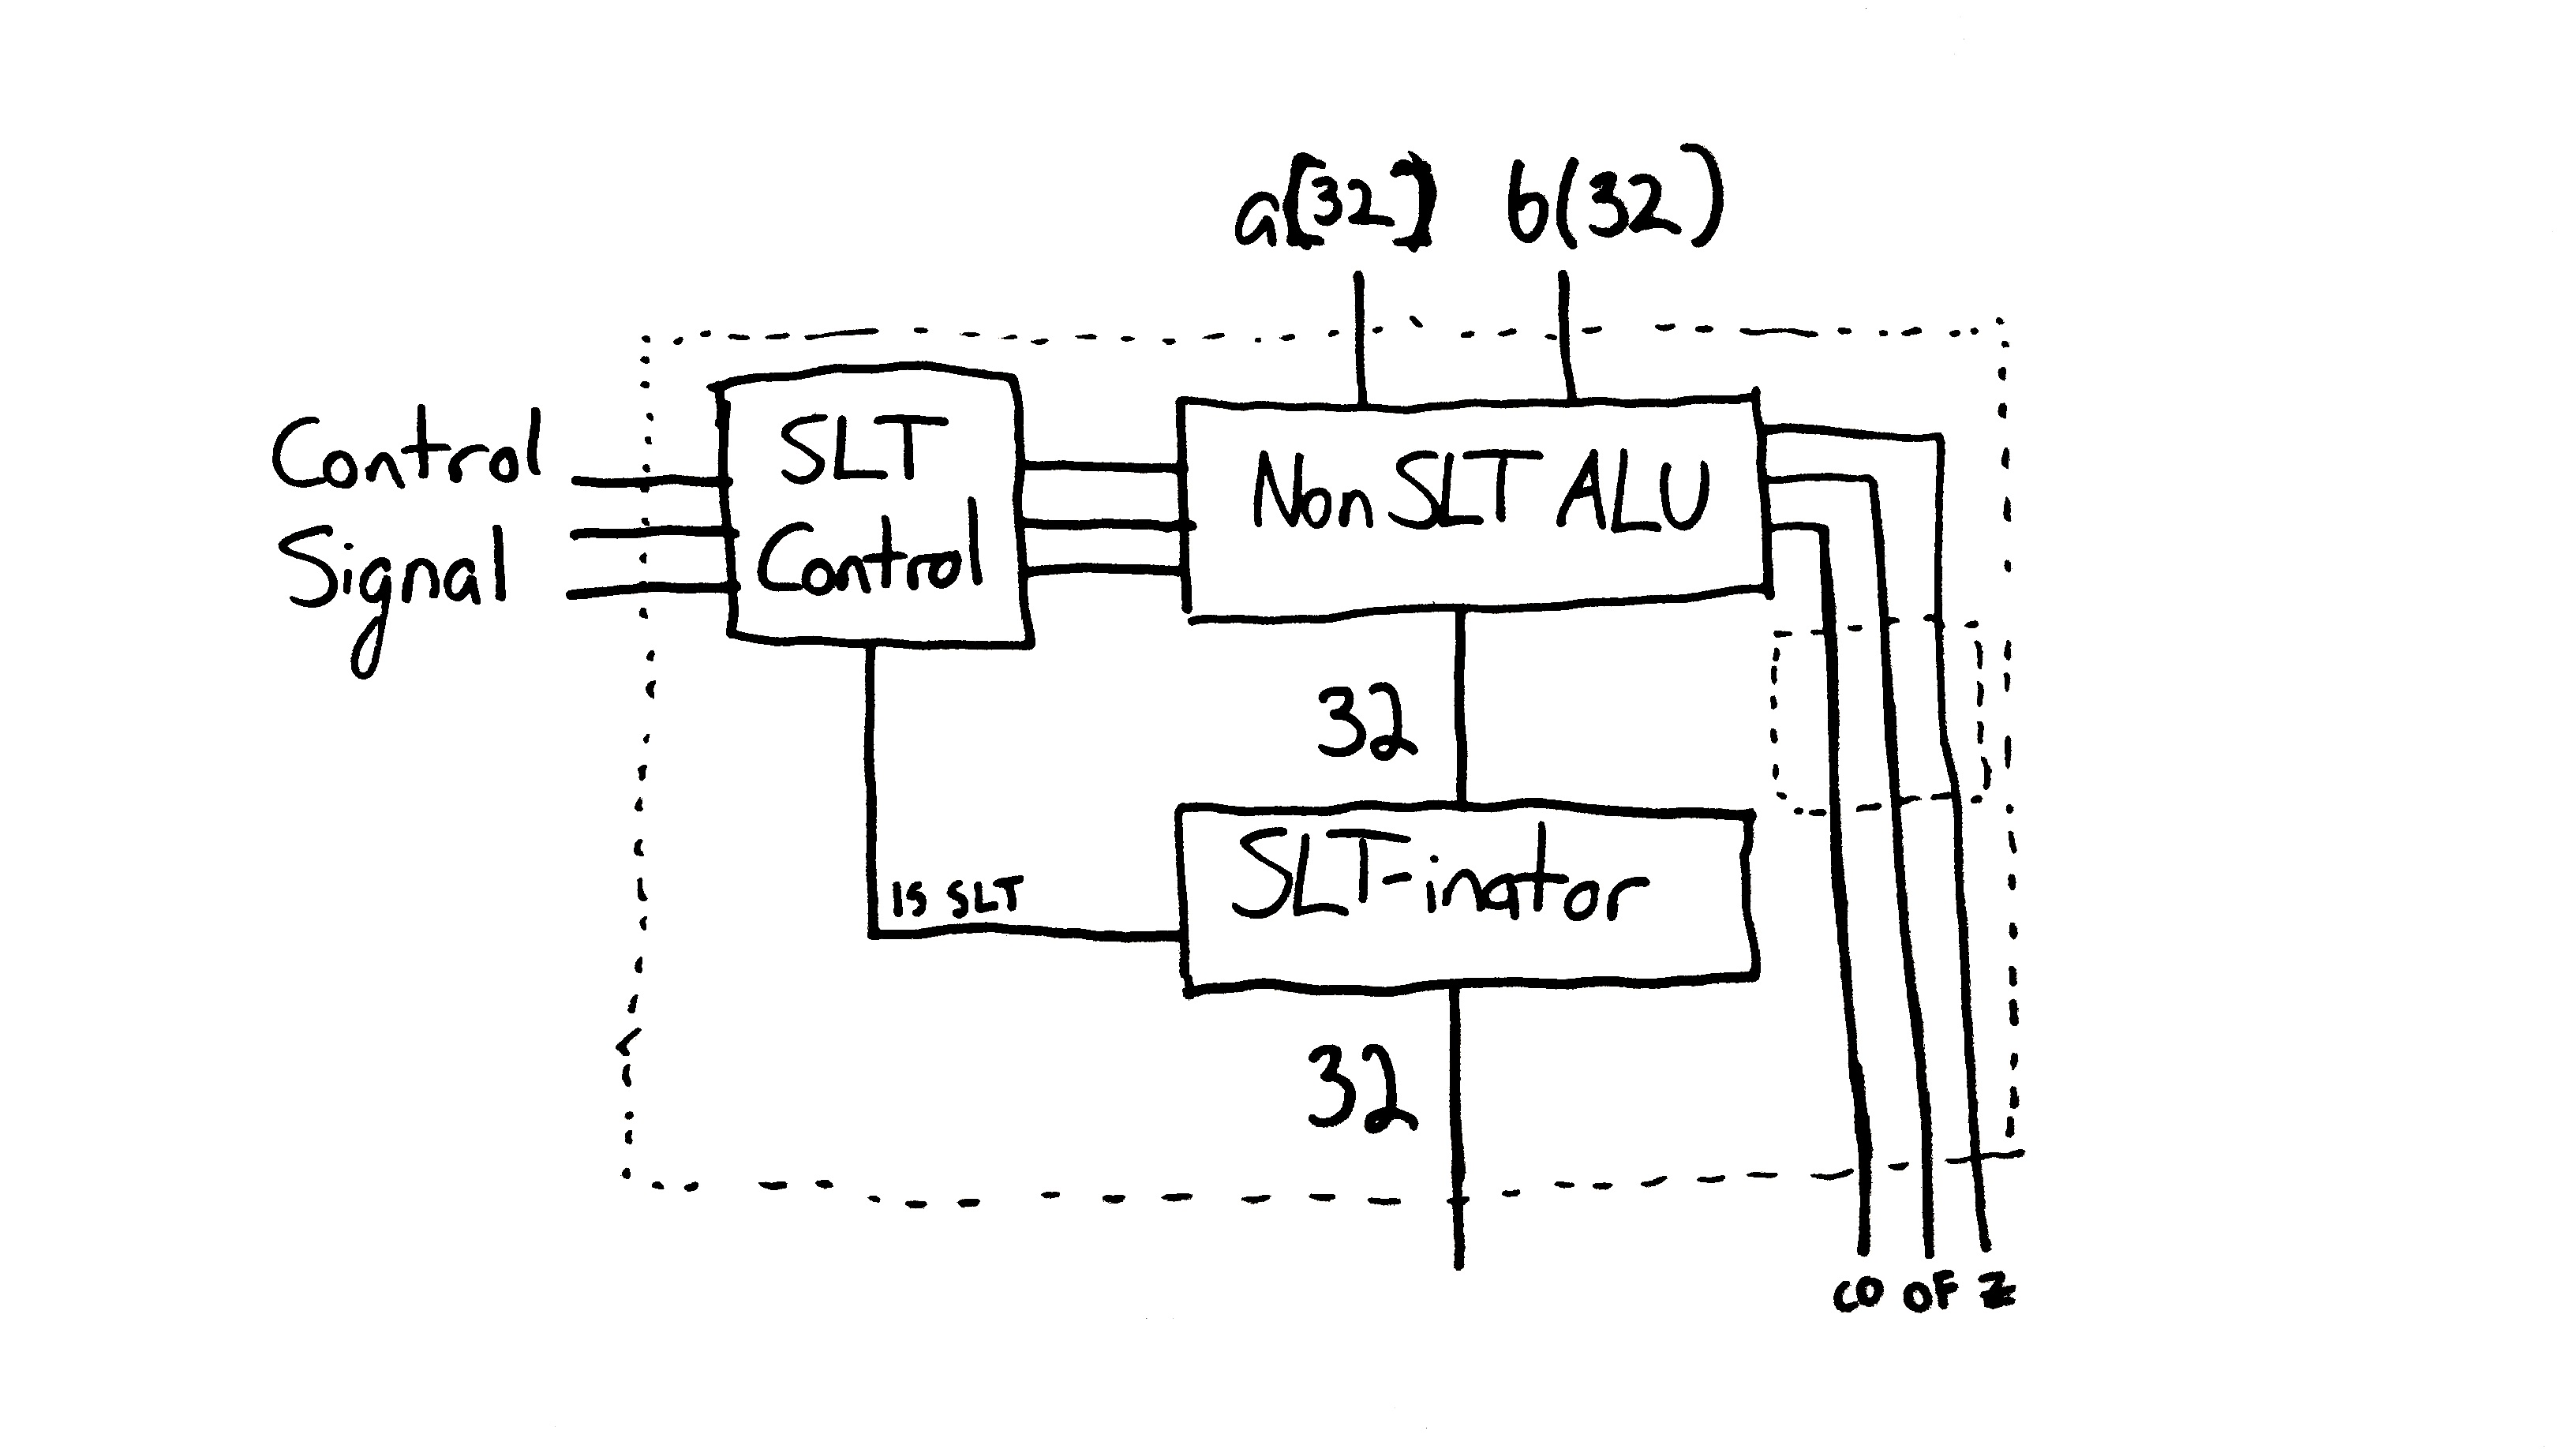 a[32] b(32)
Control
Signal
SLT
Control
Non SLT ALU
32
IS SLT
SLT-inator
32
CO OF Z